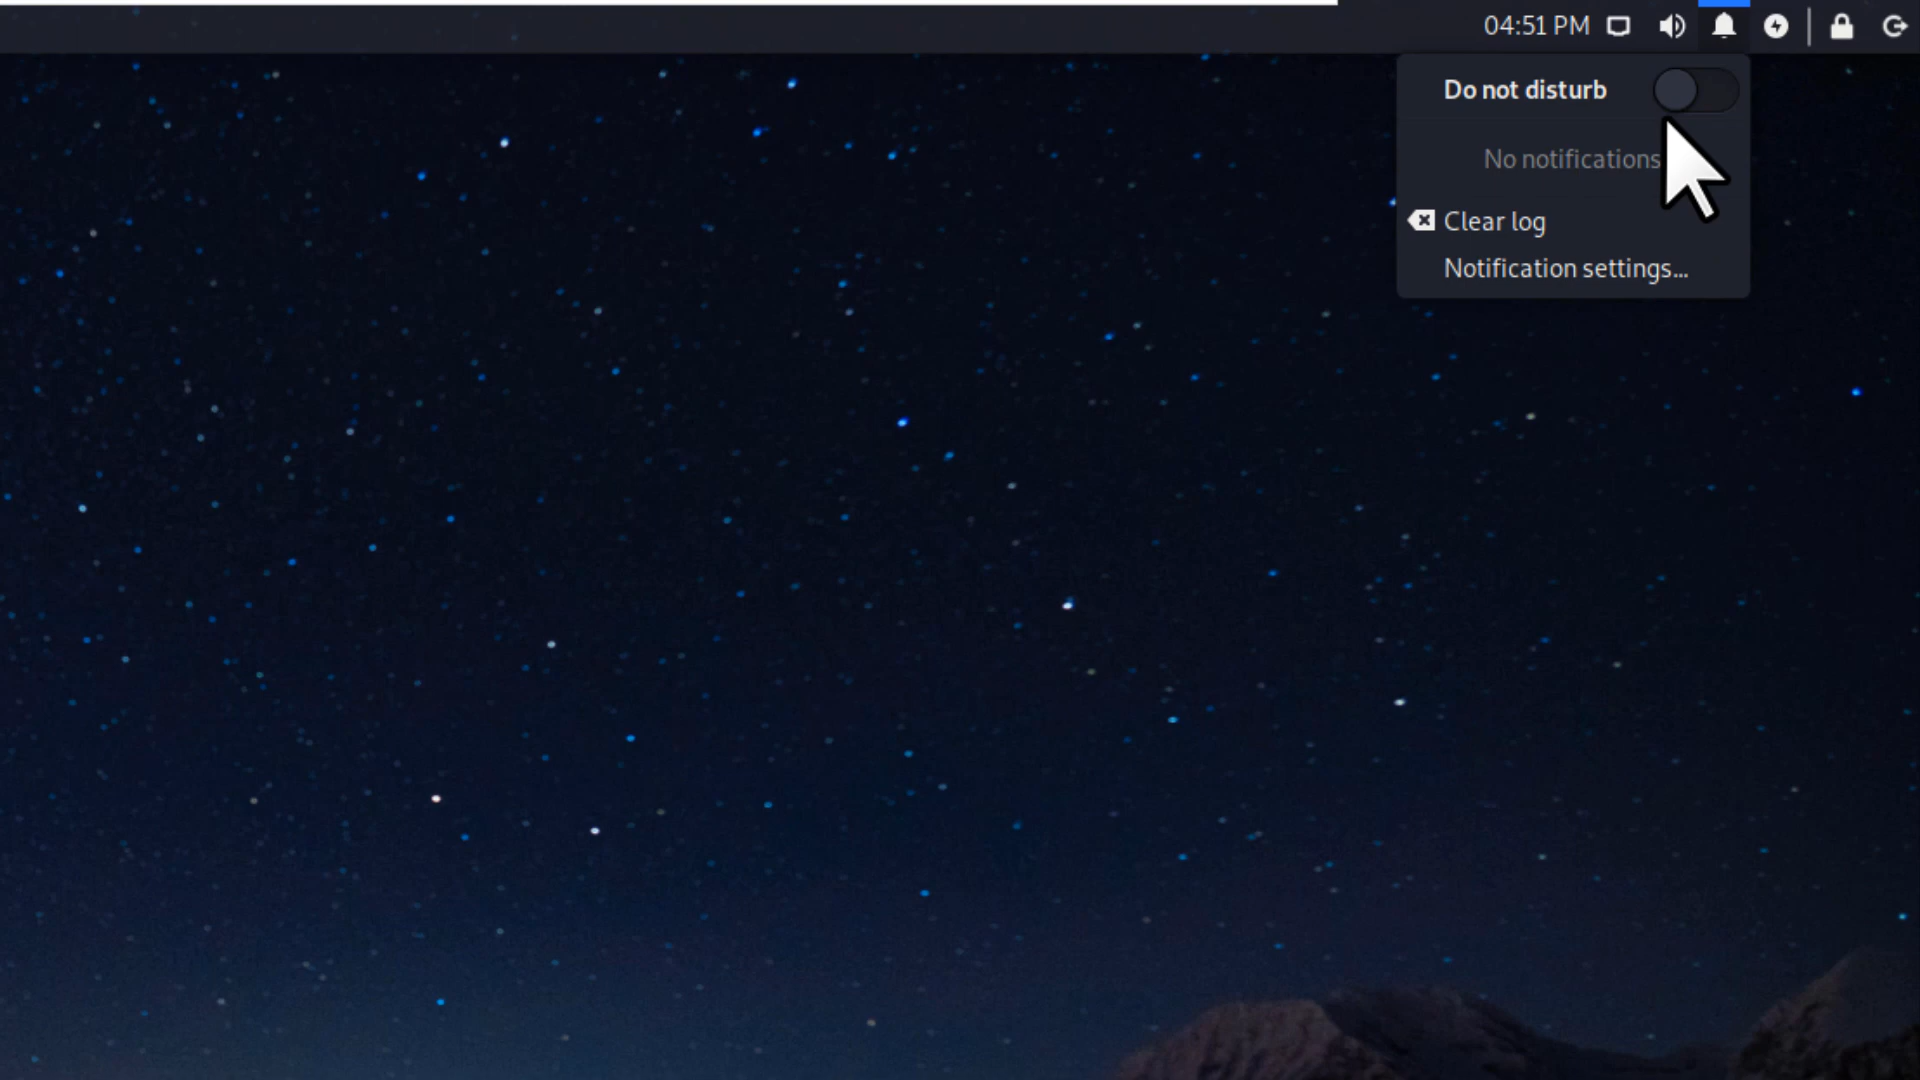 04:51 PM
Do not disturb
No notifications
Clear log
Notification settings...